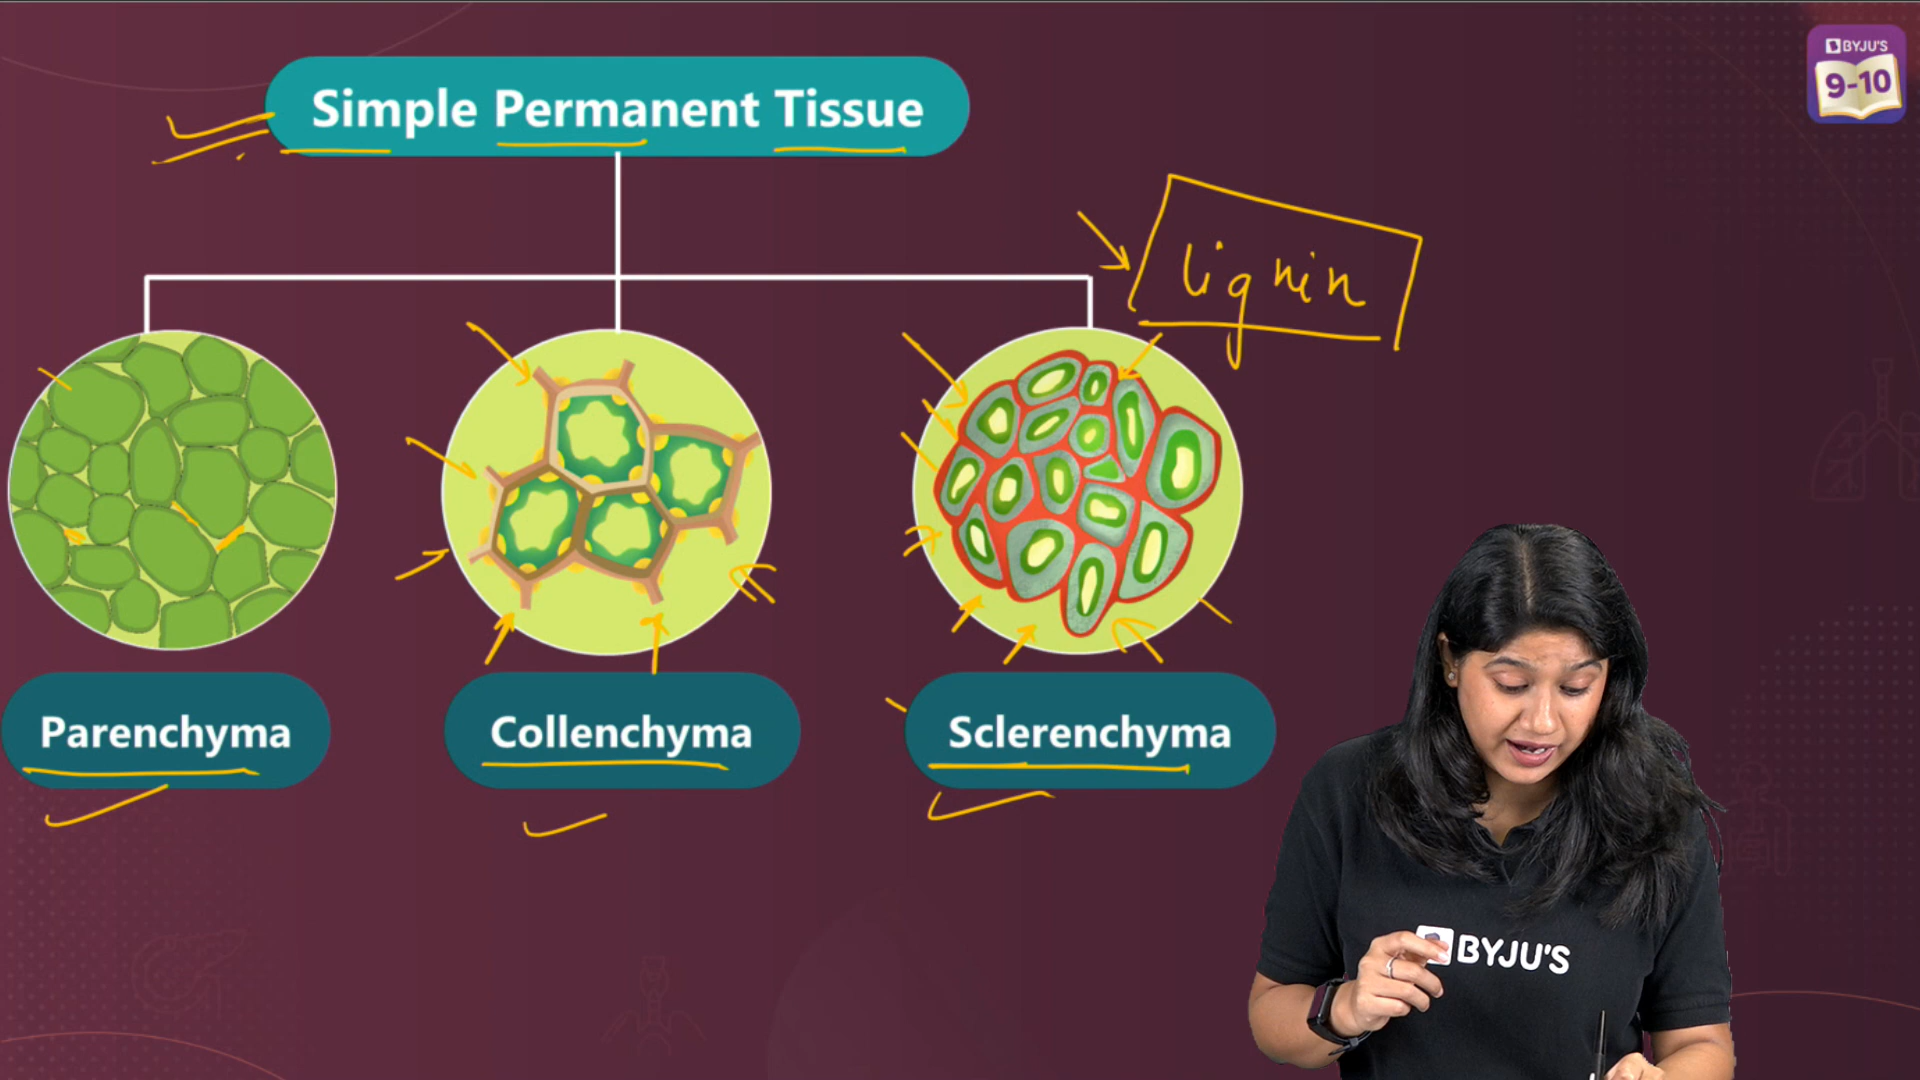 BYJU'S
9-10
Simple Permanent Tissue
lignin
Parenchyma
Collenchyma
Sclerenchyma
BYJU'S